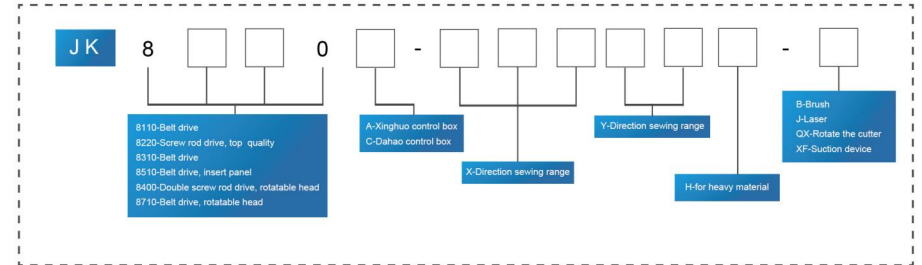 JK 8 0 - -
8110-Belt drive
8220-Screw rod drive, top quality
8310-Belt drive
8510-Belt drive, insert panel
8400-Double screw rod drive, rotatable head
8710-Belt drive, rotatable head
A-Xinghuo control box
C-Dahao control box
X-Direction sewing range
Y-Direction sewing range
H-for heavy material
B-Brush
J-Laser
QX-Rotate the cutter
XF-Suction device